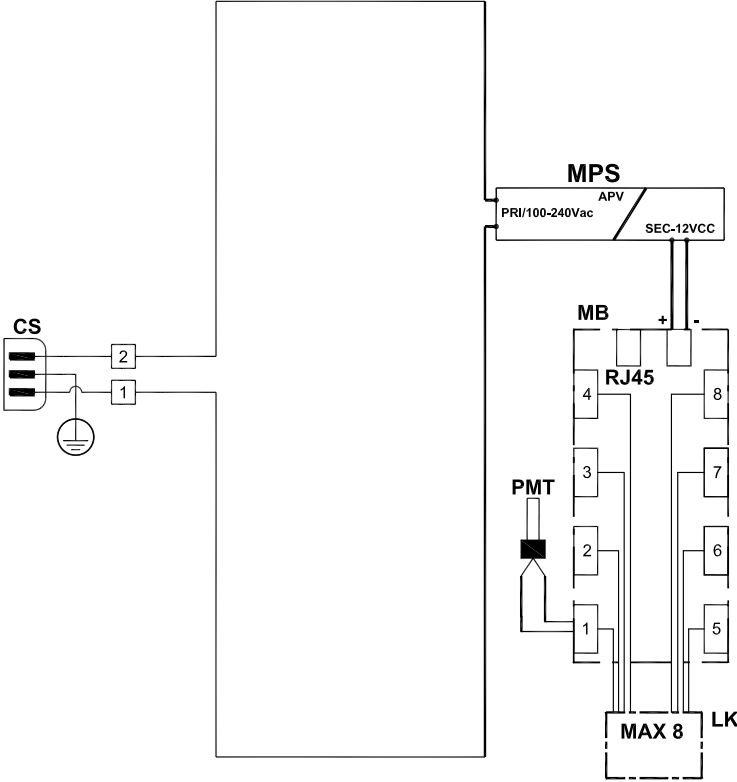 MPS
APV
PRI/100-240Vac
SEC-12VCC
CS
2
1
MB
+ -
RJ45
4 8
3 7
PMT
2 6
1 5
LK
MAX 8